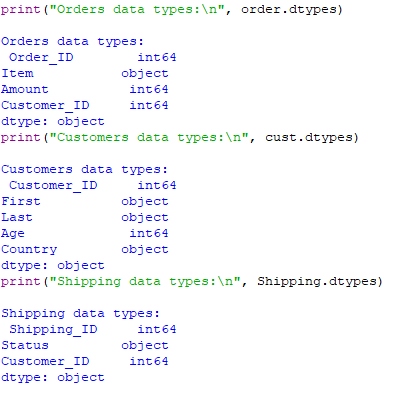 print("Orders data types:\n", order.dtypes)
Orders data types:
 Order_ID        int64
Item           object
Amount          int64
Customer_ID     int64
dtype: object
print("Customers data types:\n", cust.dtypes)
Customers data types:
 Customer_ID     int64
First          object
Last           object
Age             int64
Country        object
dtype: object
print("Shipping data types:\n", Shipping.dtypes)
Shipping data types:
 Shipping_ID     int64
Status         object
Customer_ID     int64
dtype: object